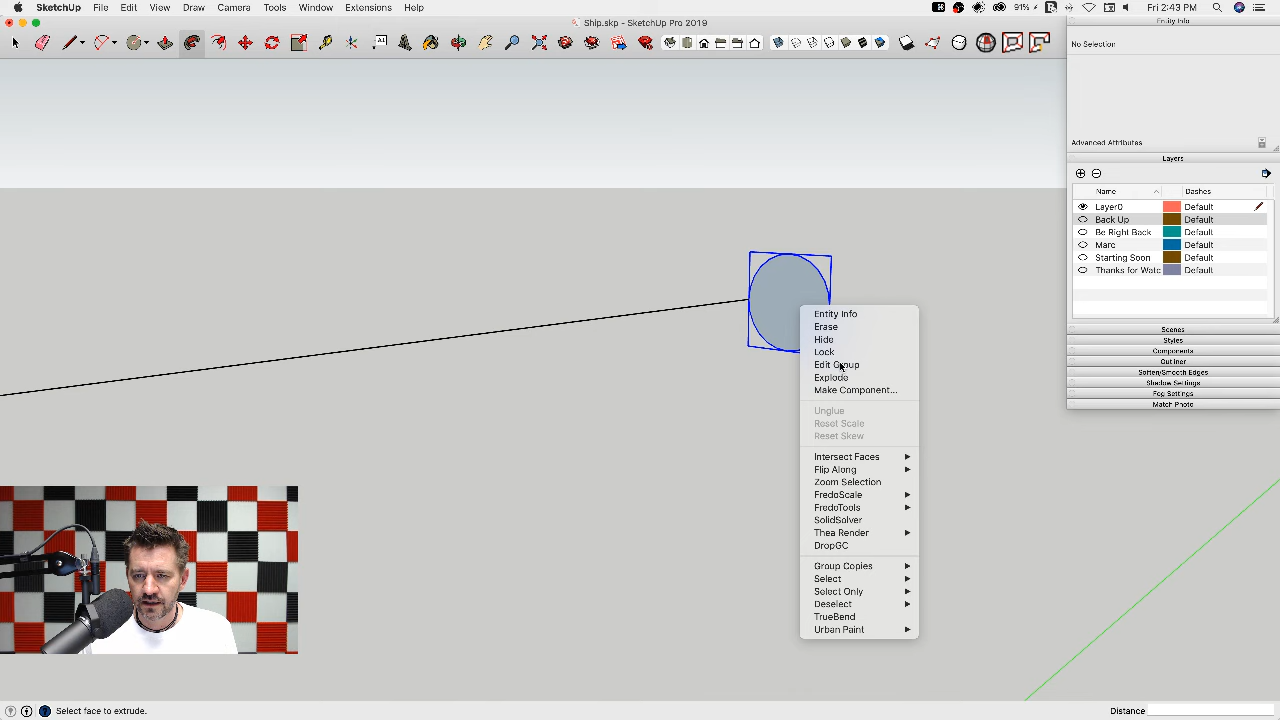 SketchUp File Edit View Draw Camera Tools Window Extensions Help 91% Fri 2:43 PM
Ship.skp - SketchUp Pro 2019
Entity Info
No Selection
Advanced Attributes
Layers
Name Dashes
Layer0 Default
Back Up Default
Be Right Back Default
Marc Default
Starting Soon Default
Thanks for Watc Default
Scenes
Styles
Components
Outliner
Soften/Smooth Edges
Shadow Settings
Fog Settings
Match Photo
Entity Info
Erase
Hide
Lock
Edit Group
Explode
Make Component...
Unglue
Reset Scale
Reset Skew
Intersect Faces
Flip Along
Zoom Selection
FredoScale
FredoTools
SolidSolver
Thea Render
DropGC
Group Copies
Select
Select Only
Deselect
TrueBend
Urban Paint
Select face to extrude.
Distance